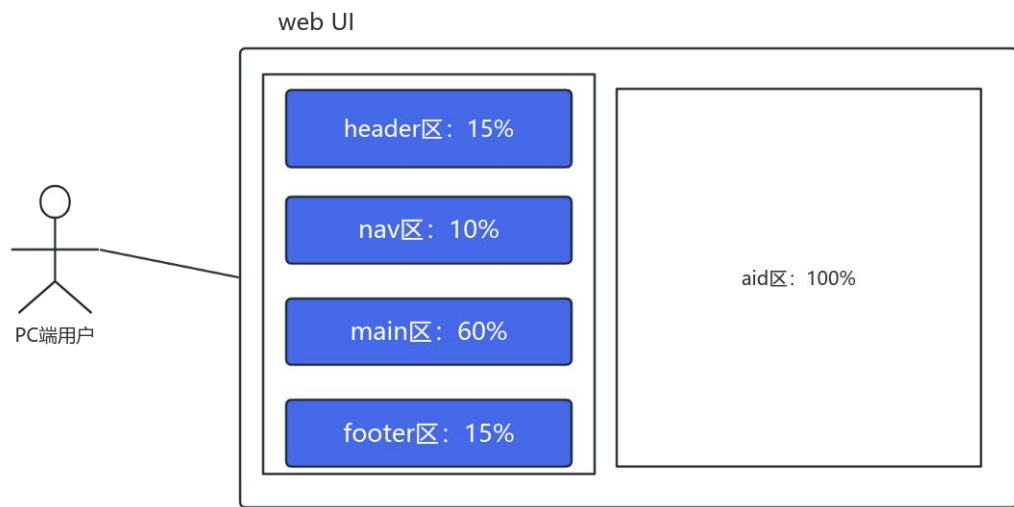 web UI
header区：15%
nav区：10%
main区：60%
footer区：15%
aid区：100%
PC端用户